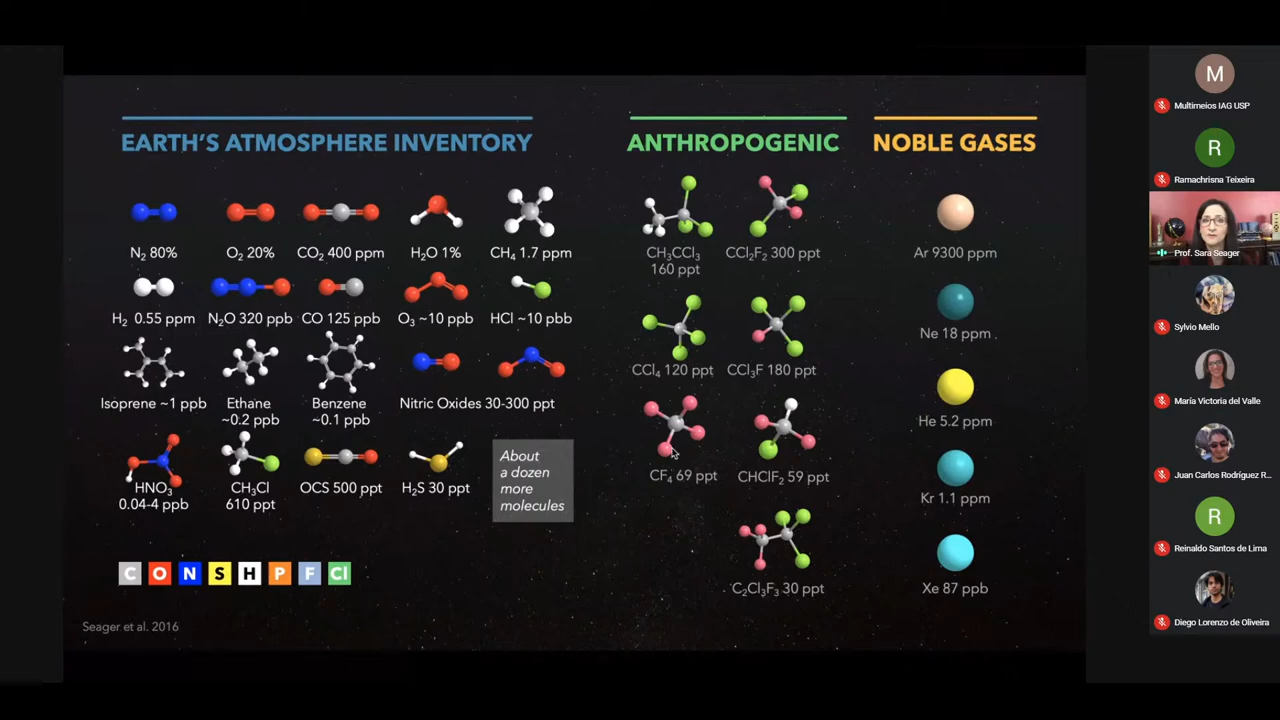 EARTH'S ATMOSPHERE INVENTORY
N₂ 80%
O₂ 20%
CO₂ 400 ppm
H₂O 1%
CH₄ 1.7 ppm
H₂ 0.55 ppm
N₂O 320 ppb
CO 125 ppb
O₃ ~10 ppb
HCl ~10 ppb
Isoprene ~1 ppb
Ethane
~0.2 ppb
Benzene
~0.1 ppb
Nitric Oxides 30-300 ppt
HNO₃
0.04-4 ppb
CH₃Cl
610 ppt
OCS 500 ppt
H₂S 30 ppt
About
a dozen
more
molecules
C O N S H P F Cl
Seager et al. 2016
ANTHROPOGENIC
CH₃CCl₃
160 ppt
CCl₂F₂ 300 ppt
CCl₄ 120 ppt
CCl₃F 180 ppt
CF₄ 69 ppt
CHClF₂ 59 ppt
C₂Cl₃F₃ 30 ppt
NOBLE GASES
Ar 9300 ppm
Ne 18 ppm
He 5.2 ppm
Kr 1.1 ppm
Xe 87 ppb
M
Multimeios IAG USP
R
Ramachrisna Teixeira
Prof. Sara Seager
Sylvio Mello
María Victoria del Valle
Juan Carlos Rodríguez R...
R
Reinaldo Santos de Lima
Diego Lorenzo de Oliveira